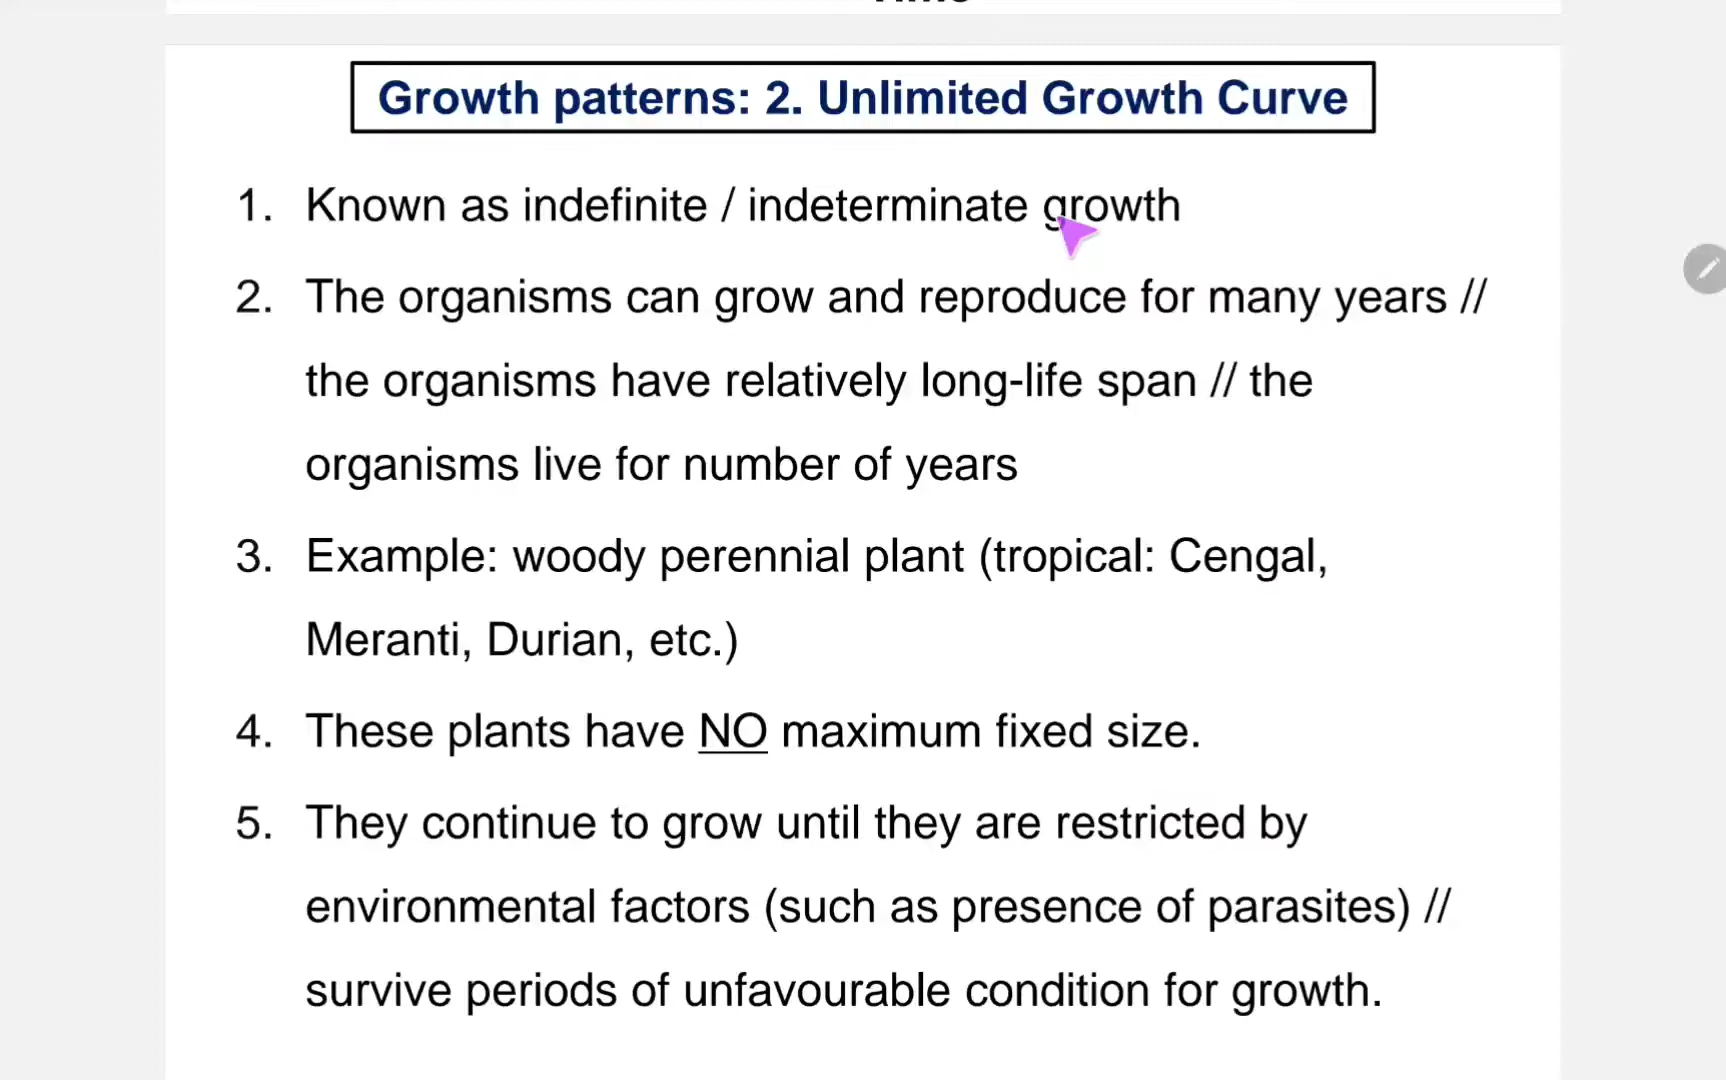 Growth patterns: 2. Unlimited Growth Curve
1. Known as indefinite / indeterminate growth
2. The organisms can grow and reproduce for many years //
the organisms have relatively long-life span // the
organisms live for number of years
3. Example: woody perennial plant (tropical: Cengal,
Meranti, Durian, etc.)
4. These plants have NO maximum fixed size.
5. They continue to grow until they are restricted by
environmental factors (such as presence of parasites) //
survive periods of unfavourable condition for growth.